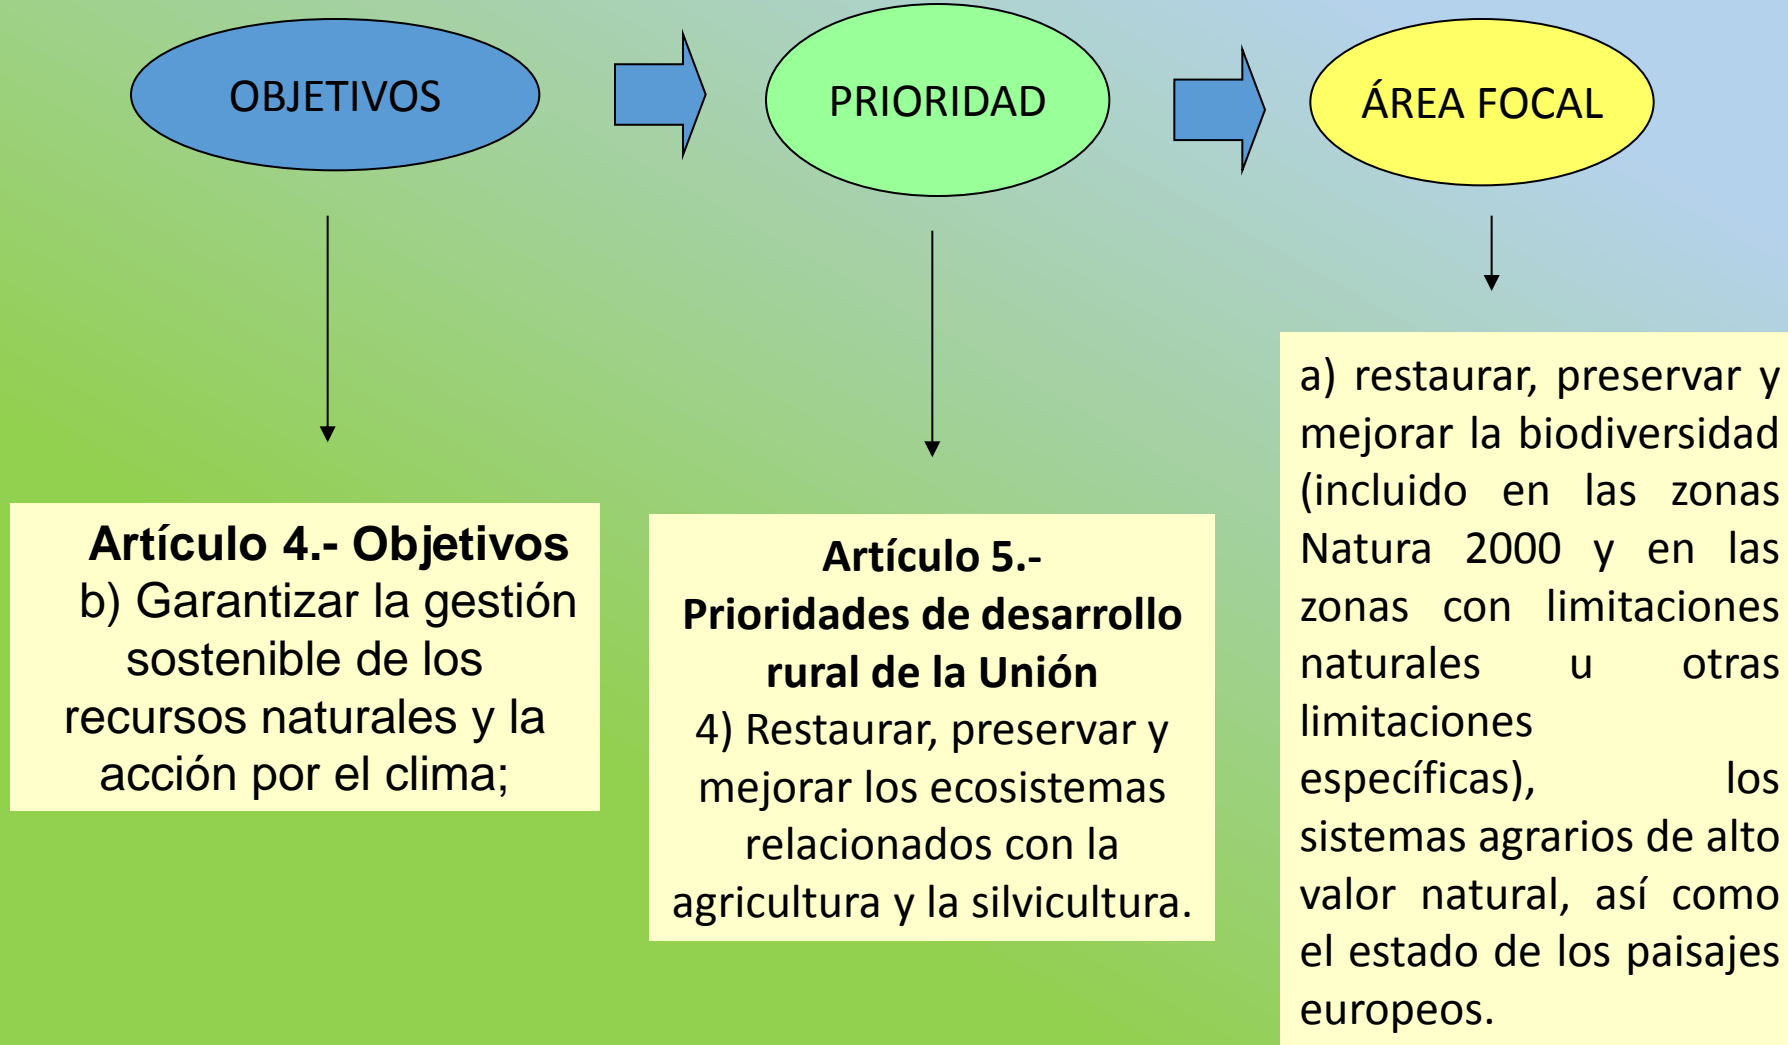 OBJETIVOS
PRIORIDAD
ÁREA FOCAL
Artículo 4.- Objetivos
b) Garantizar la gestión
sostenible de los
recursos naturales y la
acción por el clima;
Artículo 5.-
Prioridades de desarrollo
rural de la Unión
4) Restaurar, preservar y
mejorar los ecosistemas
relacionados con la
agricultura y la silvicultura.
a) restaurar, preservar y
mejorar la biodiversidad
(incluido en las zonas
Natura 2000 y en las
zonas con limitaciones
naturales u otras
limitaciones
específicas), los
sistemas agrarios de alto
valor natural, así como
el estado de los paisajes
europeos.